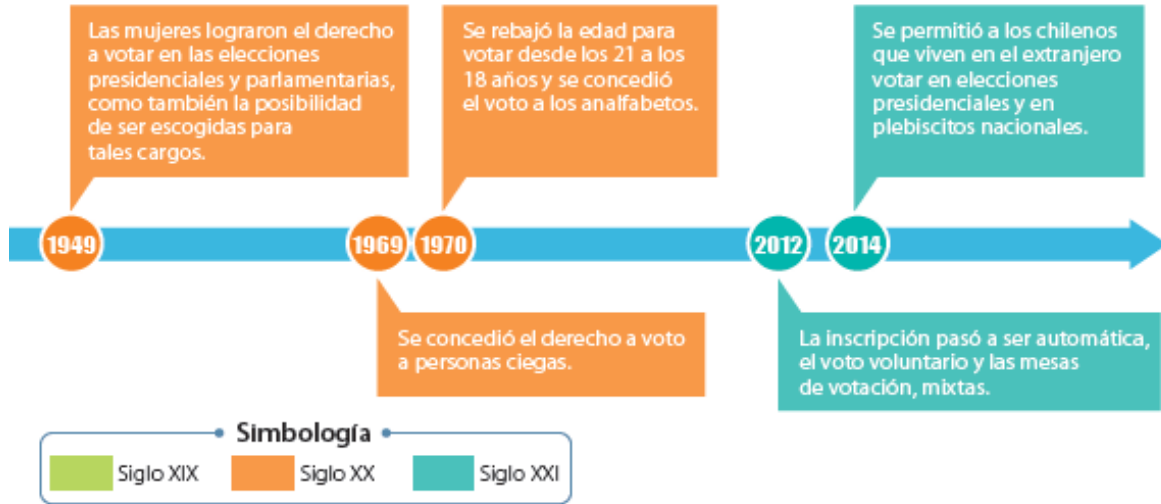 Las mujeres lograron el derecho
a votar en las elecciones
presidenciales y parlamentarias,
como también la posibilidad
de ser escogidas para
tales cargos.
Se rebajó la edad para
votar desde los 21 a los
18 años y se concedió
el voto a los analfabetos.
Se permitió a los chilenos
que viven en el extranjero
votar en elecciones
presidenciales y en
plebiscitos nacionales.
1949
1969
1970
2012
2014
Se concedió el derecho a voto
a personas ciegas.
La inscripción pasó a ser automática,
el voto voluntario y las mesas
de votación, mixtas.
Simbología
Siglo XIX
Siglo XX
Siglo XXI